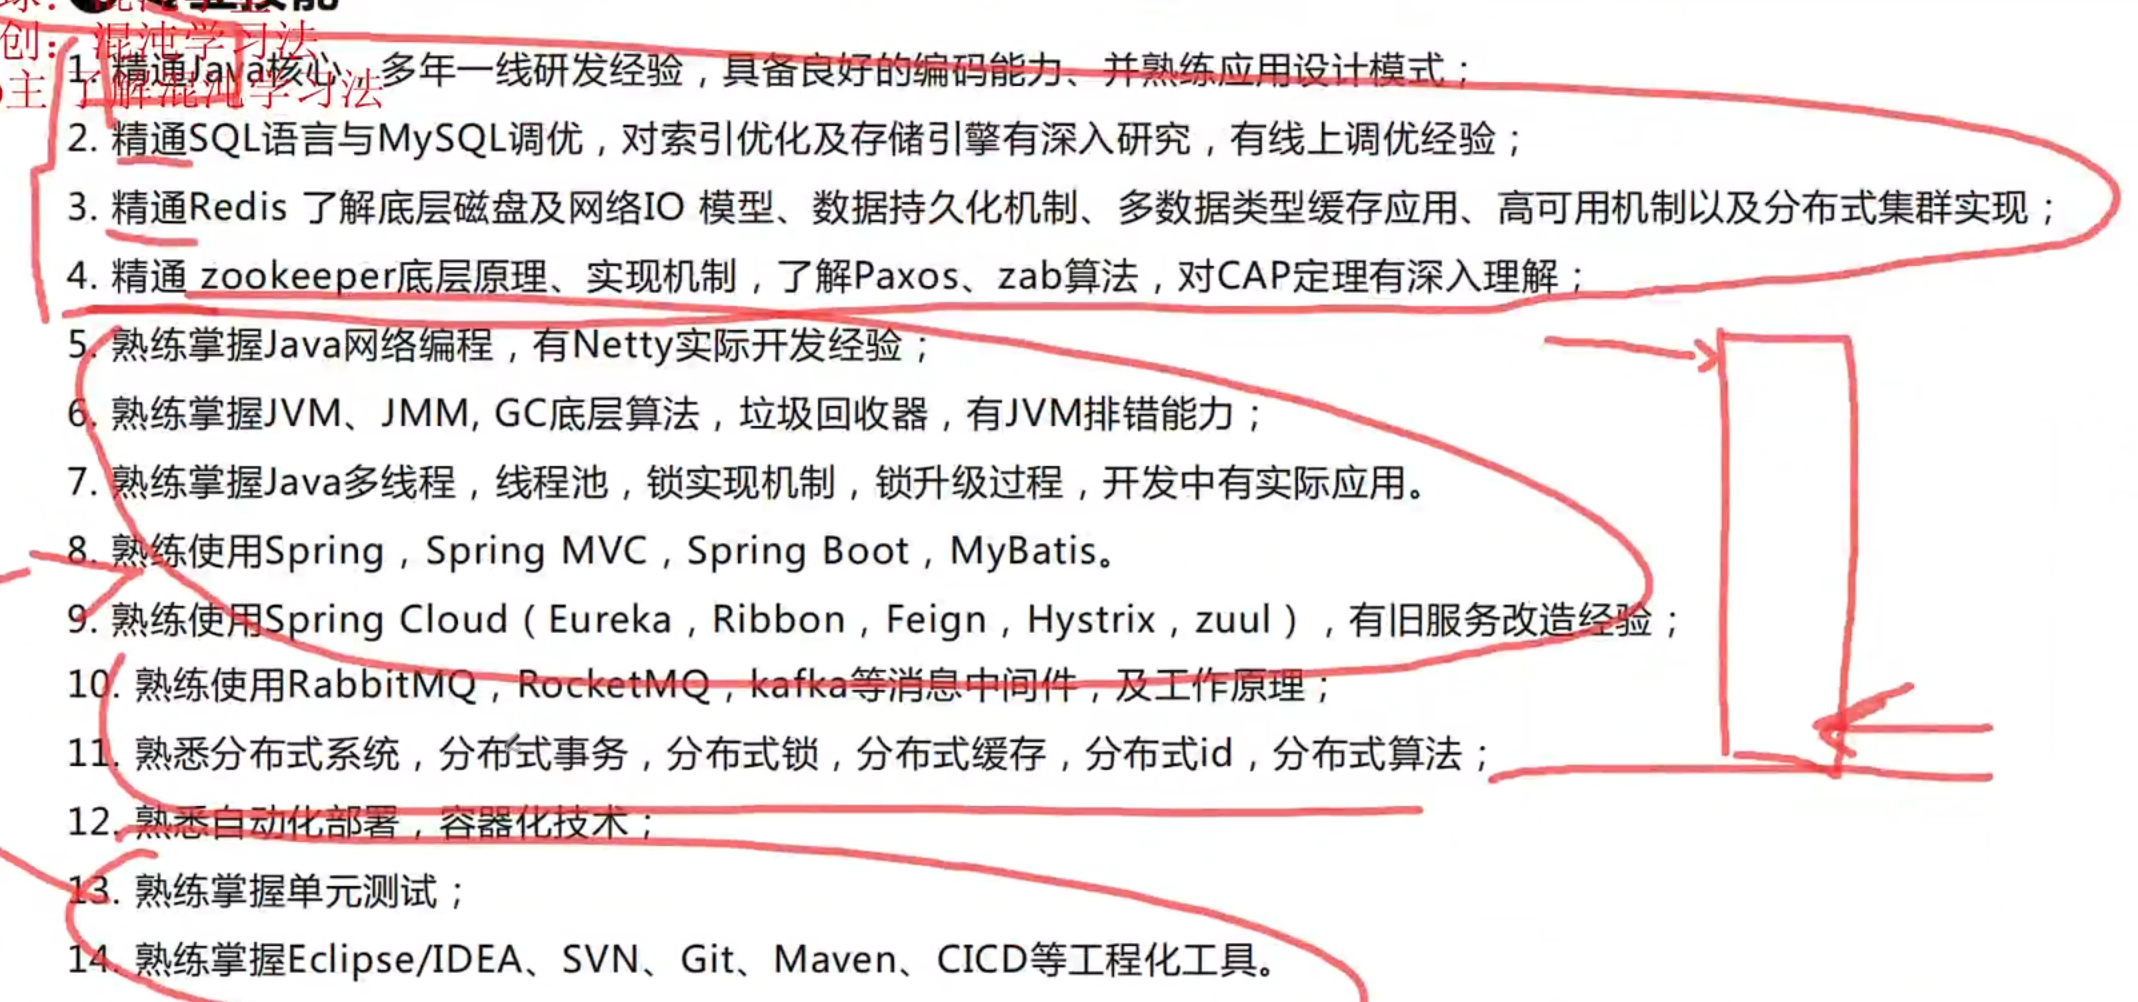 创：混沌学习法
1. 精通Java核心、多年一线研发经验，具备良好的编码能力、并熟练应用设计模式；
主 了解混沌学习法
2. 精通SQL语言与MySQL调优，对索引优化及存储引擎有深入研究，有线上调优经验；
3. 精通Redis 了解底层磁盘及网络IO 模型、数据持久化机制、多数据类型缓存应用、高可用机制以及分布式集群实现；
4. 精通 zookeeper底层原理、实现机制，了解Paxos、zab算法，对CAP定理有深入理解；
5. 熟练掌握Java网络编程，有Netty实际开发经验；
6. 熟练掌握JVM、JMM, GC底层算法，垃圾回收器，有JVM排错能力；
7. 熟练掌握Java多线程，线程池，锁实现机制，锁升级过程，开发中有实际应用。
8. 熟练使用Spring，Spring MVC，Spring Boot，MyBatis。
9. 熟练使用Spring Cloud（Eureka，Ribbon，Feign，Hystrix，zuul），有旧服务改造经验；
10. 熟练使用RabbitMQ，RocketMQ，kafka等消息中间件，及工作原理；
11. 熟悉分布式系统，分布式事务，分布式锁，分布式缓存，分布式id，分布式算法；
12. 熟悉自动化部署，容器化技术；
13. 熟练掌握单元测试；
14. 熟练掌握Eclipse/IDEA、SVN、Git、Maven、CICD等工程化工具。